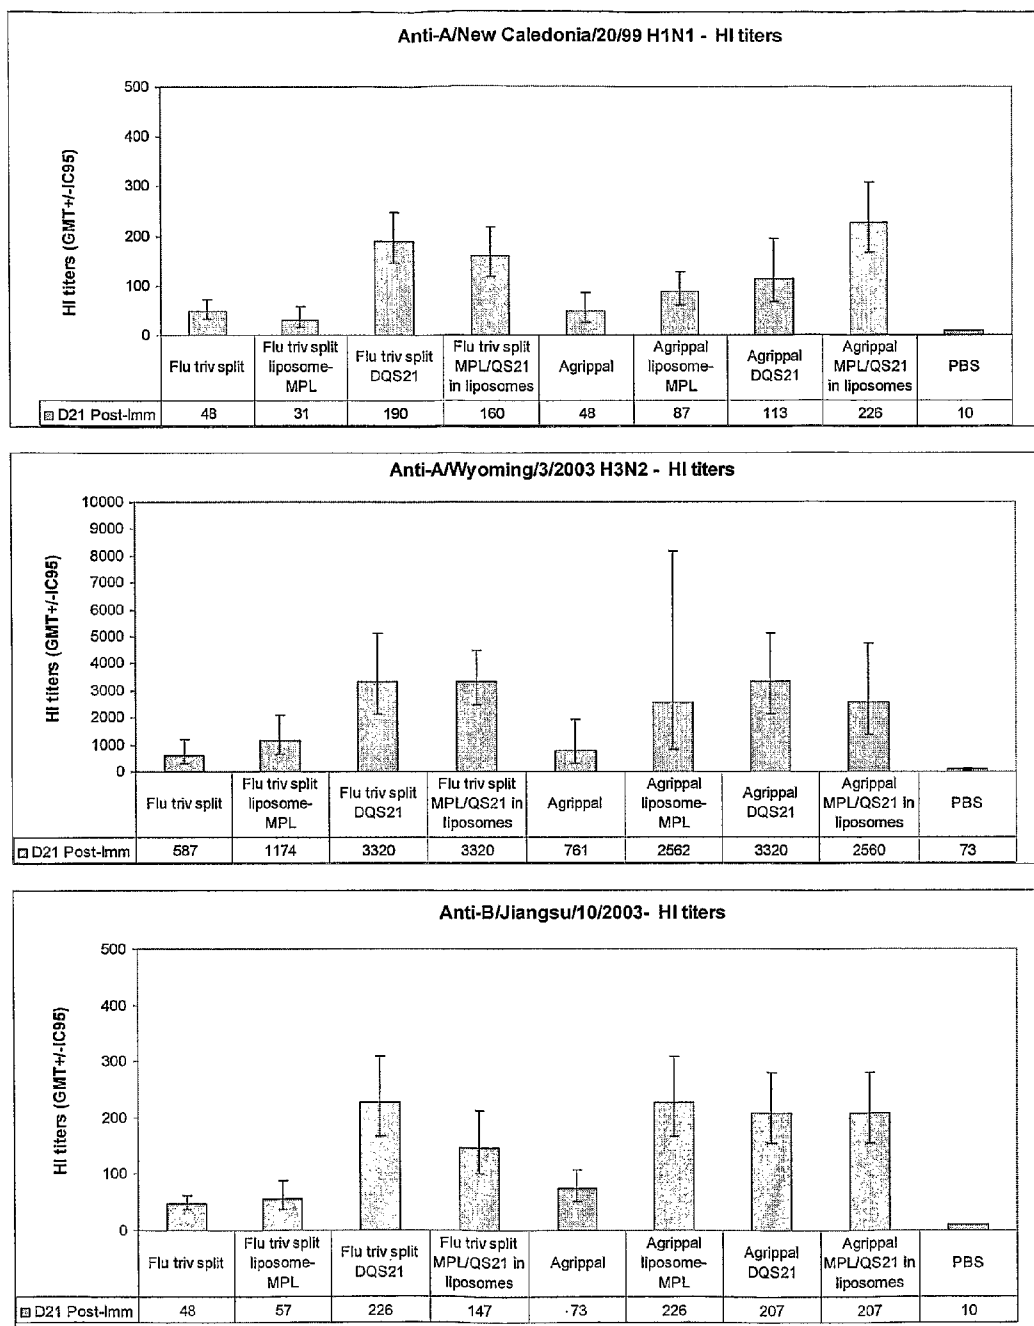 Anti-A/New Caledonia/20/99 H1N1 - HI titers
HI titers (GMT+/-IC95)
500
400
300
200
100
0
Flu triv split
Flu triv split liposome-MPL
Flu triv split DQS21
Flu triv split MPL/QS21 in liposomes
Agrippal
Agrippal liposome-MPL
Agrippal DQS21
Agrippal MPL/QS21 in liposomes
PBS
D21 Post-Imm 48 31 190 160 48 87 113 226 10
Anti-A/Wyoming/3/2003 H3N2 - HI titers
HI titers (GMT+/-IC95)
10000
9000
8000
7000
6000
5000
4000
3000
2000
1000
0
Flu triv split
Flu triv split liposome-MPL
Flu triv split DQS21
Flu triv split MPL/QS21 in liposomes
Agrippal
Agrippal liposome-MPL
Agrippal DQS21
Agrippal MPL/QS21 in liposomes
PBS
D21 Post-Imm 587 1174 3320 3320 761 2562 3320 2560 73
Anti-B/Jiangsu/10/2003- HI titers
HI titers (GMT+/-IC95)
500
400
300
200
100
0
Flu triv split
Flu triv split liposome-MPL
Flu triv split DQS21
Flu triv split MPL/QS21 in liposomes
Agrippal
Agrippal liposome-MPL
Agrippal DQS21
Agrippal MPL/QS21 in liposomes
PBS
D21 Post-Imm 48 57 226 147 73 226 207 207 10